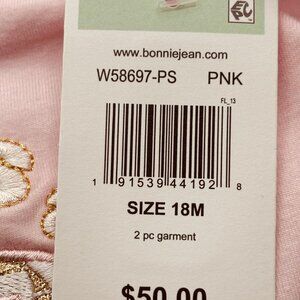 www.bonniejean.com
W58697-PS PNK
FL_13
1 91539 44192 8
SIZE 18M
2 pc garment
$50.00